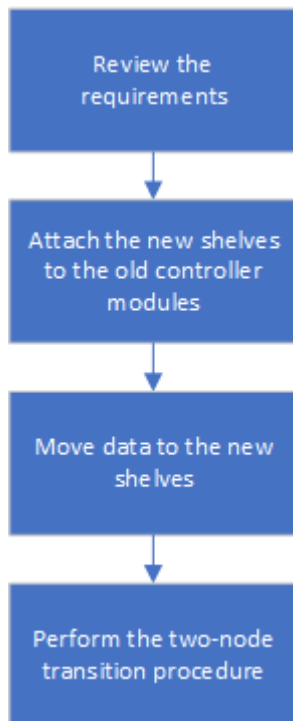 Review the
requirements
Attach the new shelves
to the old controller
modules
Move data to the new
shelves
Perform the two-node
transition procedure